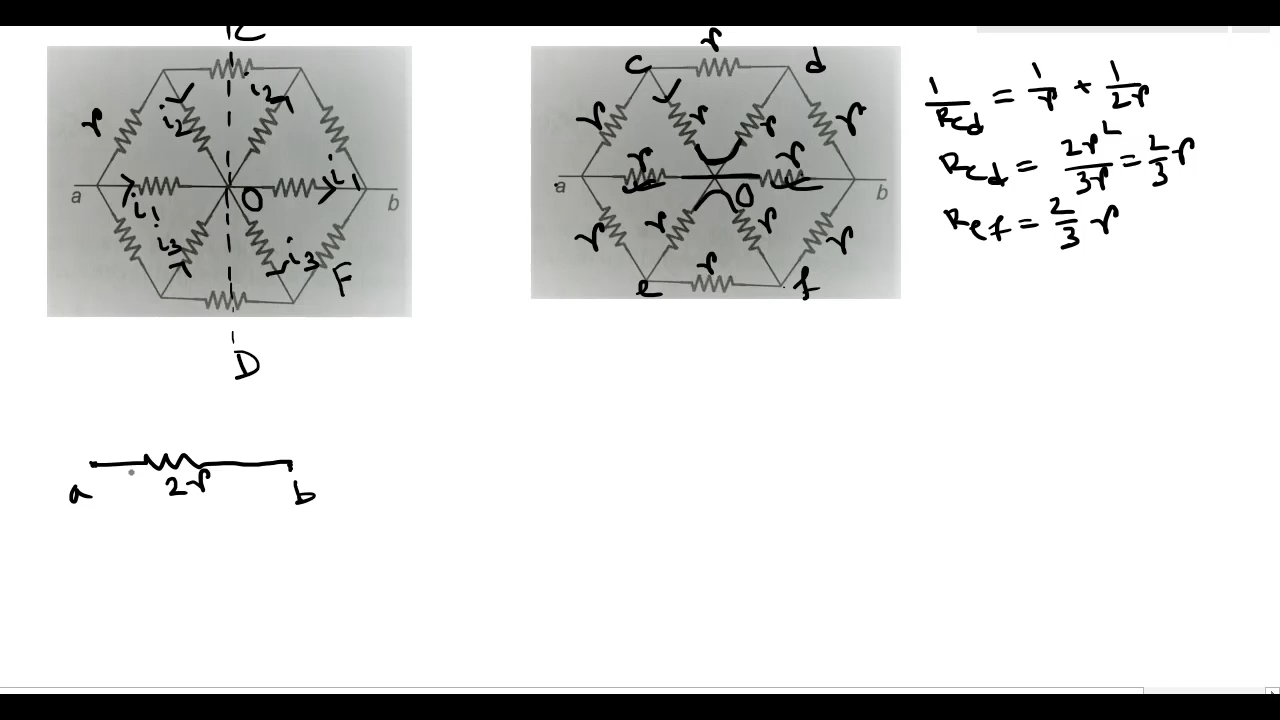 C
r
i₂
i₂
a
i₁
O
i₁
b
i₃
i₃
F
D
a
2r
b
r
c
d
r
r
r
r
r
r
a
O
b
r
r
r
r
r
e
f
1/Rcd = 1/r + 1/2r
Rcd = 2r²/3r = 2/3 r
Ref = 2/3 r